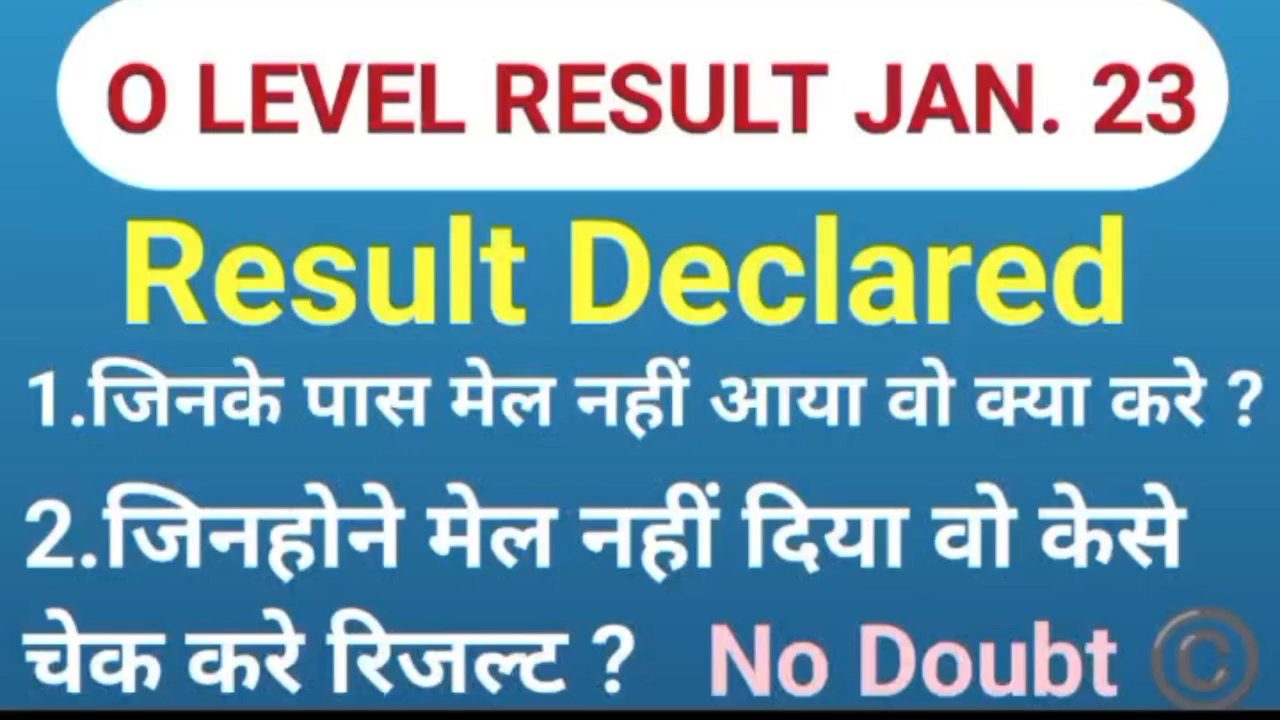 O LEVEL RESULT JAN. 23
Result Declared
1.जिनके पास मेल नहीं आया वो क्या करे ?
2.जिनहोने मेल नहीं दिया वो केसे
चेक करे रिजल्ट ? No Doubt ©